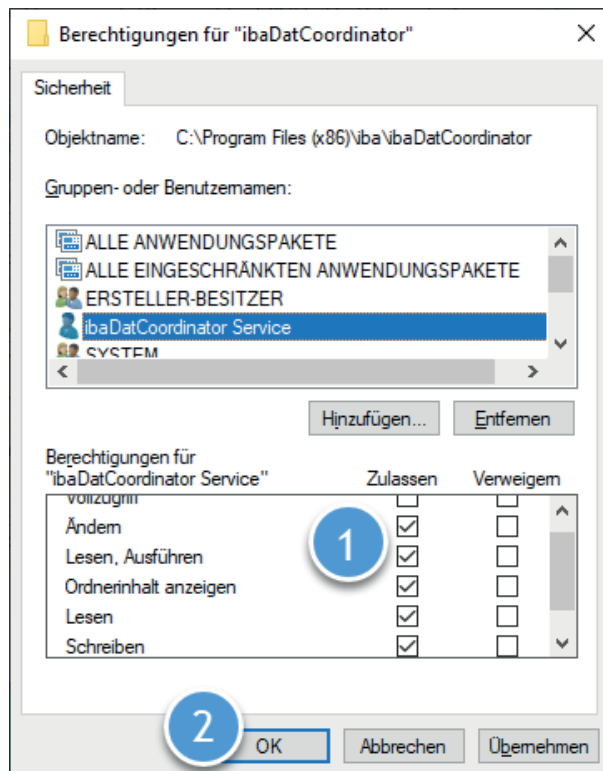 Berechtigungen für "ibaDatCoordinator"
Sicherheit
Objektname: C:\Program Files (x86)\iba\ibaDatCoordinator
Gruppen- oder Benutzernamen:
ALLE ANWENDUNGSPAKETE
ALLE EINGESCHRÄNKTEN ANWENDUNGSPAKETE
ERSTELLER-BESITZER
ibaDatCoordinator Service
SYSTEM
Hinzufügen... Entfernen
Berechtigungen für
"ibaDatCoordinator Service" Zulassen Verweigern
Vollzugriff
Ändern
1
Lesen, Ausführen
Ordnerinhalt anzeigen
Lesen
Schreiben
2
OK Abbrechen Übernehmen